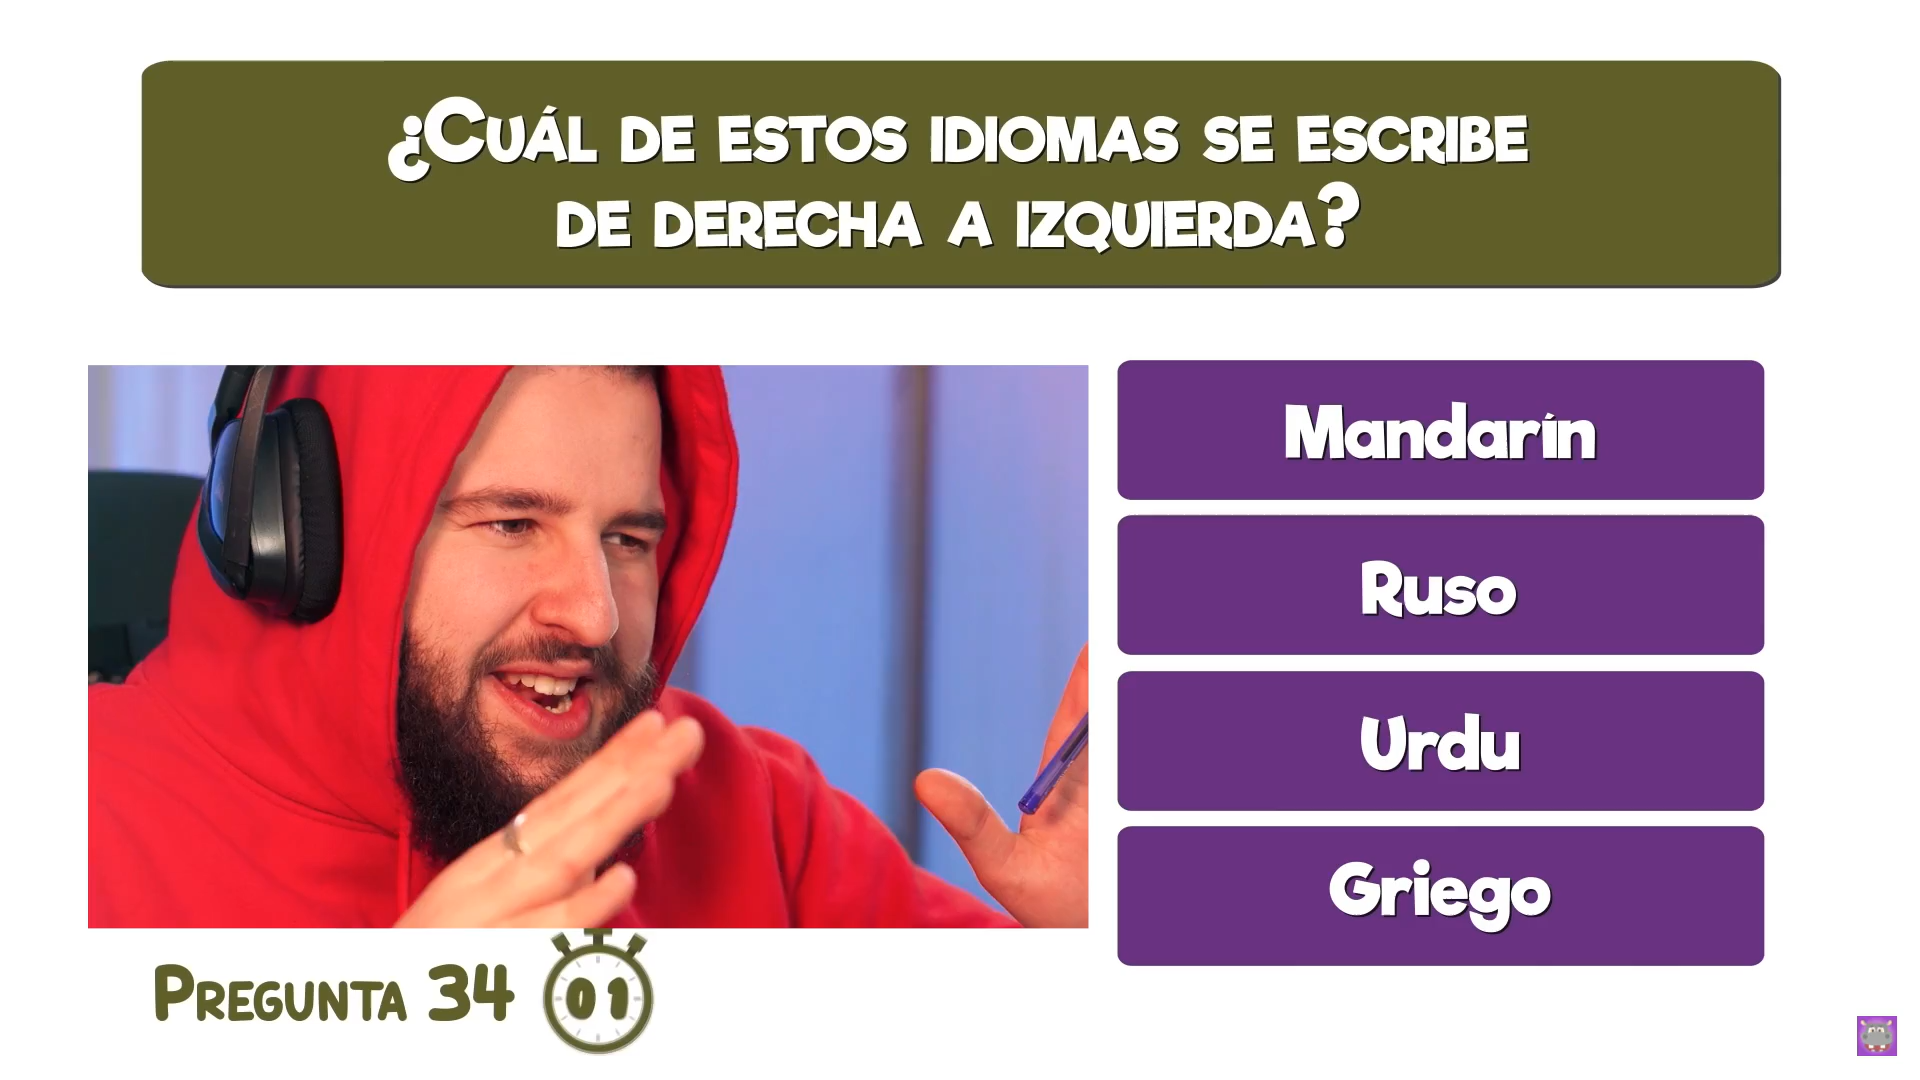 ¿Cuál de estos idiomas se escribe
de derecha a izquierda?
Mandarín
Ruso
Urdu
Griego
Pregunta 34
01